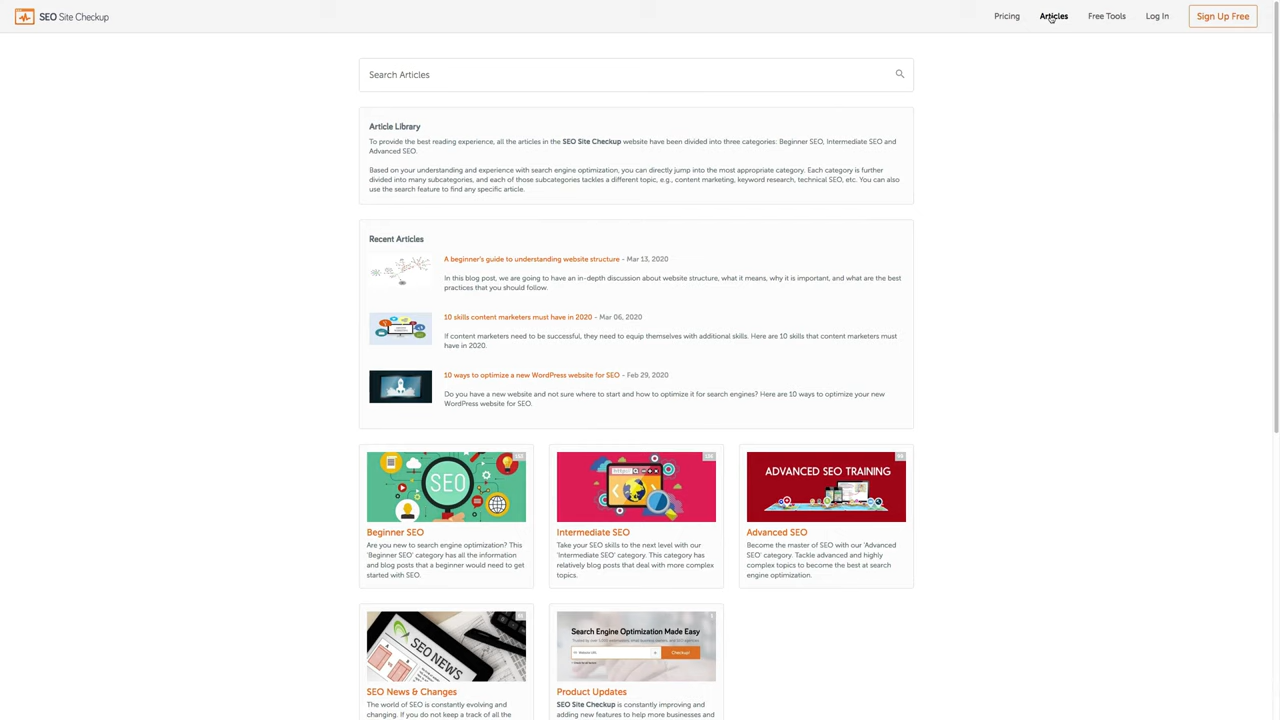 SEO Site Checkup
Pricing
Articles
Free Tools
Log In
Sign Up Free
Search Articles
Article Library
To provide the best reading experience, all the articles in the SEO Site Checkup website have been divided into three categories: Beginner SEO, Intermediate SEO and
Advanced SEO.
Based on your understanding and experience with search engine optimization, you can directly jump into the most appropriate category. Each category is further
divided into many subcategories, and each of those subcategories tackles a different topic, e.g., content marketing, keyword research, technical SEO, etc. You can also
use the search feature to find any specific article.
Recent Articles
A beginner's guide to understanding website structure - Mar 13, 2020
In this blog post, we are going to have an in-depth discussion about website structure, what it means, why it is important, and what are the best
practices that you should follow.
10 skills content marketers must have in 2020 - Mar 06, 2020
If content marketers need to be successful, they need to equip themselves with additional skills. Here are 10 skills that content marketers must
have in 2020.
10 ways to optimize a new WordPress website for SEO - Feb 29, 2020
Do you have a new website and not sure where to start and how to optimize it for search engines? Here are 10 ways to optimize your new
WordPress website for SEO.
SEO
Beginner SEO
Are you new to search engine optimization? This
'Beginner SEO' category has all the information
and blog posts that a beginner would need to get
started with SEO.
Intermediate SEO
Take your SEO skills to the next level with our
'Intermediate SEO' category. This category has
relatively blog posts that deal with more complex
topics.
ADVANCED SEO TRAINING
Advanced SEO
Become the master of SEO with our 'Advanced
SEO' category. Tackle advanced and highly
complex topics to become the best at search
engine optimization.
SEO NEWS
SEO News & Changes
The world of SEO is constantly evolving and
changing. If you do not keep a track of all the
Search Engine Optimization Made Easy
Checkup
Product Updates
SEO Site Checkup is constantly improving and
adding new features to help more businesses and